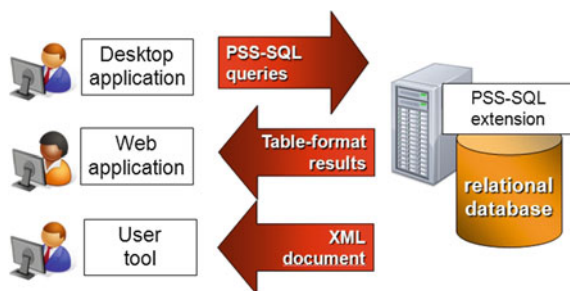 Desktop
application
PSS-SQL
queries
PSS-SQL
extension
relational
database
Web
application
Table-format
results
User
tool
XML
document